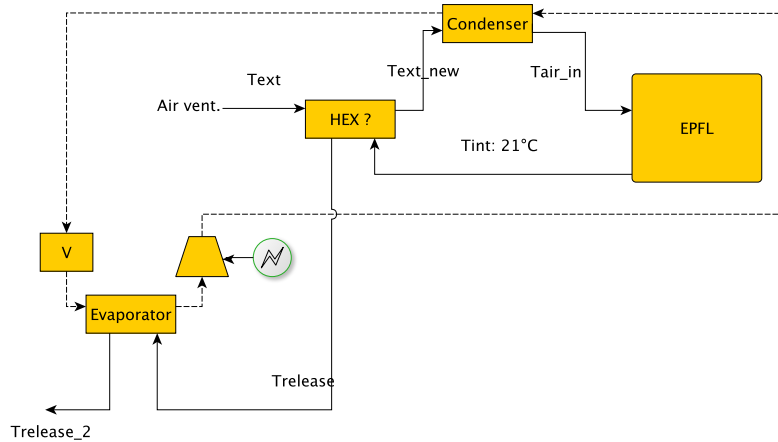 Condenser
Text
Text_new
Tair_in
Air vent.
HEX ?
EPFL
Tint: 21°C
V
Evaporator
Trelease
Trelease_2